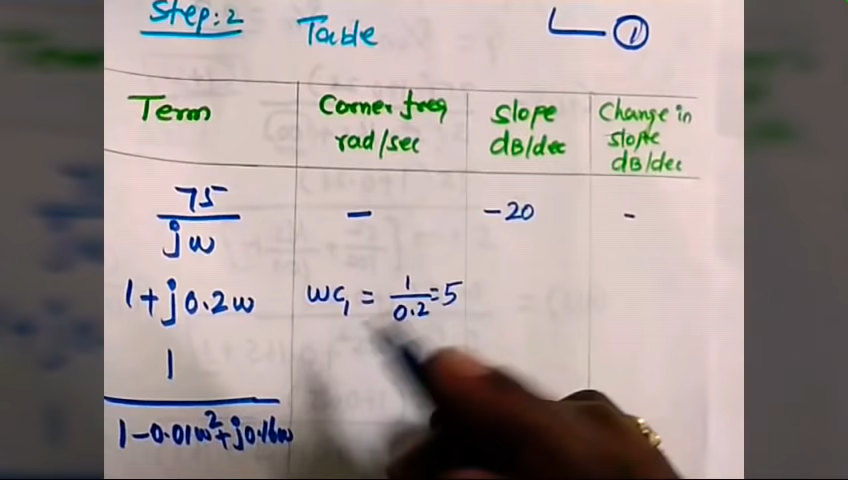 Step:2 Table ①
Term Corner freq rad/sec slope dB/dec Change in slope dB/dec
75/jw - -20 -
1+j0.2w wc₁ = 1/0.2 = 5
1/(1-0.01w²+j0.16w)